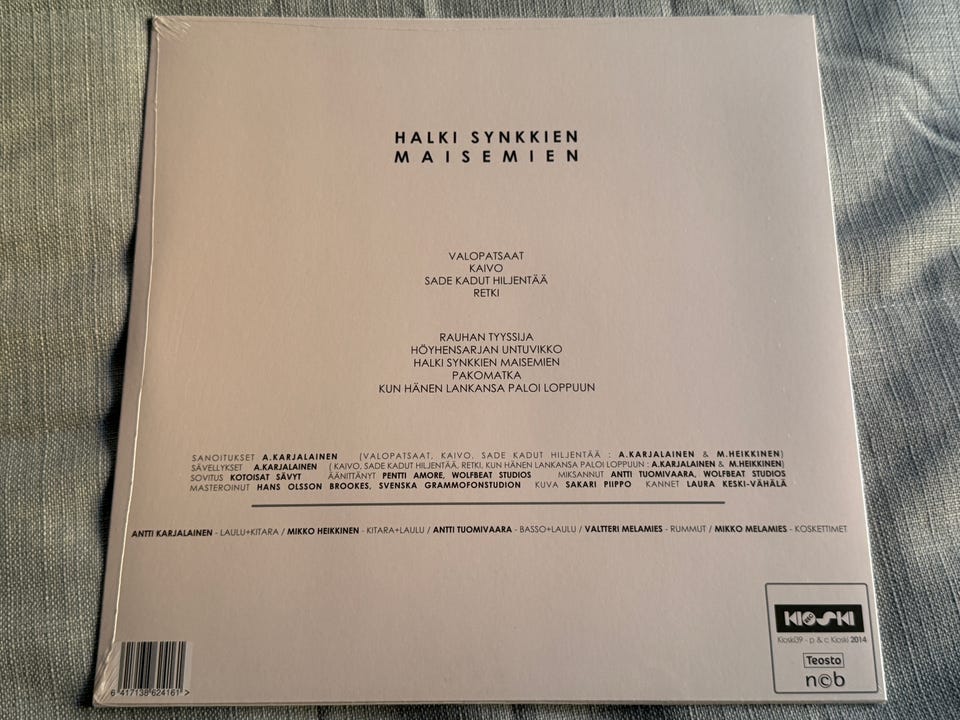 HALKI SYNKKIEN
MAISEMIEN
VALOPATSAAT
KAIVO
SADE KADUT HILJENTÄÄ
RETKI
RAUHAN TYYSSIJA
HÖYHENSARJAN UNTUVIKKO
HALKI SYNKKIEN MAISEMIEN
PAKOMATKA
KUN HÄNEN LANKANSA PALOI LOPPUUN
SANOITUKSET A.KARJALAINEN (VALOPATSAAT, KAIVO, SADE KADUT HILJENTÄÄ : A.KARJALAINEN & M.HEIKKINEN)
SÄVELLYKSET A.KARJALAINEN ( KAIVO, SADE KADUT HILJENTÄÄ, RETKI, KUN HÄNEN LANKANSA PALOI LOPPUUN : A.KARJALAINEN & M.HEIKKINEN)
SOVITUS KOTOISAT SÄVYT ÄÄNITTÄNYT PENTTI AMORE, WOLFBEAT STUDIOS MIKSANNUT ANTTI TUOMIVAARA, WOLFBEAT STUDIOS
MASTEROINUT HANS OLSSON BROOKES, SVENSKA GRAMMOFONSTUDION KUVA SAKARI PIIPPO KANNET LAURA KESKI-VÄHÄLÄ
ANTTI KARJALAINEN - LAULU+KITARA / MIKKO HEIKKINEN - KITARA+LAULU / ANTTI TUOMIVAARA - BASSO+LAULU / VALTTERI MELAMIES - RUMMUT / MIKKO MELAMIES - KOSKETTIMET
KIOSKI
REC
Kioski39 - p & c Kioski 2014
Teosto
n©b
6 417138 624161 >